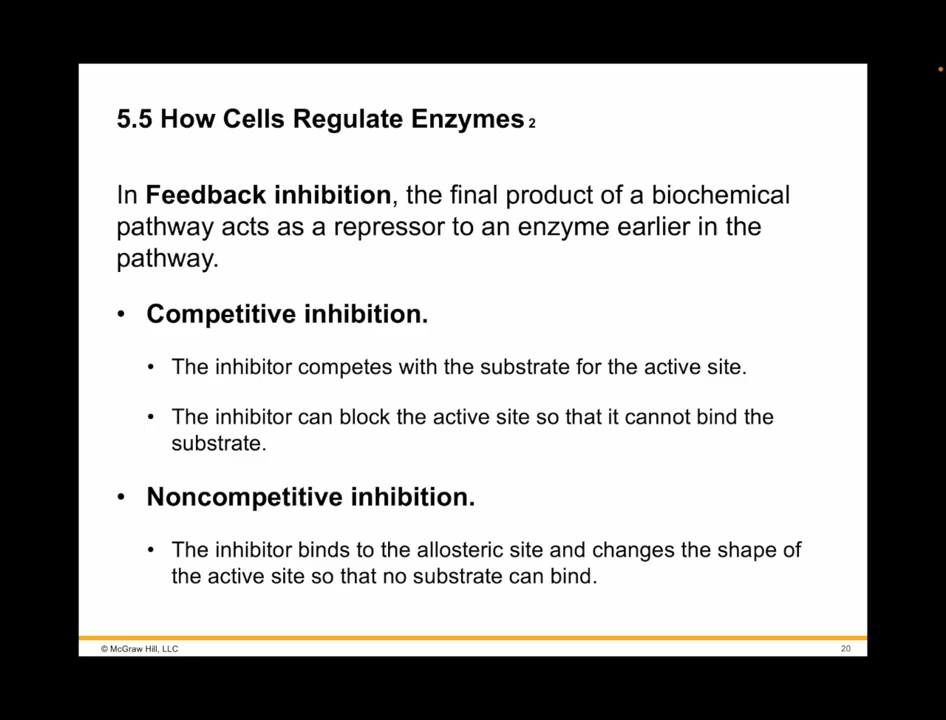 5.5 How Cells Regulate Enzymes 2
In Feedback inhibition, the final product of a biochemical
pathway acts as a repressor to an enzyme earlier in the
pathway.
• Competitive inhibition.
• The inhibitor competes with the substrate for the active site.
• The inhibitor can block the active site so that it cannot bind the
substrate.
• Noncompetitive inhibition.
• The inhibitor binds to the allosteric site and changes the shape of
the active site so that no substrate can bind.
© McGraw Hill, LLC
20